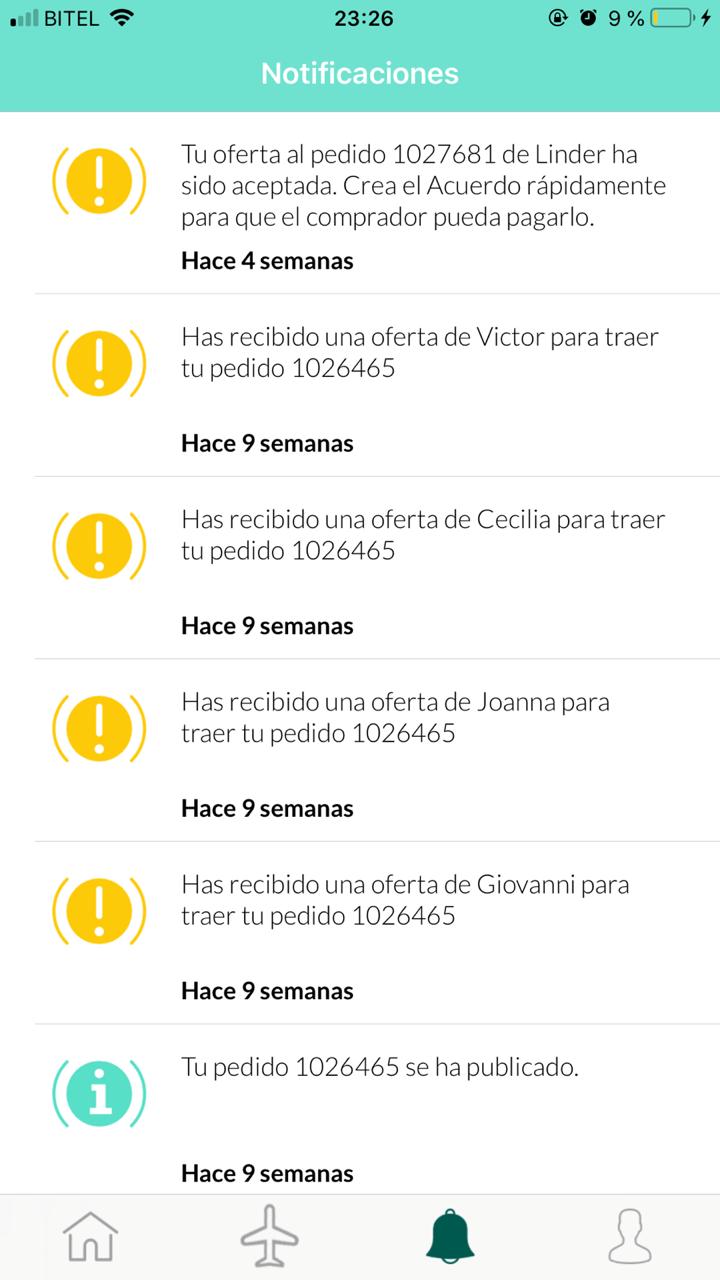 BITEL 23:26 9 %
Notificaciones
Tu oferta al pedido 1027681 de Linder ha
sido aceptada. Crea el Acuerdo rápidamente
para que el comprador pueda pagarlo.
Hace 4 semanas
Has recibido una oferta de Victor para traer
tu pedido 1026465
Hace 9 semanas
Has recibido una oferta de Cecilia para traer
tu pedido 1026465
Hace 9 semanas
Has recibido una oferta de Joanna para
traer tu pedido 1026465
Hace 9 semanas
Has recibido una oferta de Giovanni para
traer tu pedido 1026465
Hace 9 semanas
Tu pedido 1026465 se ha publicado.
Hace 9 semanas